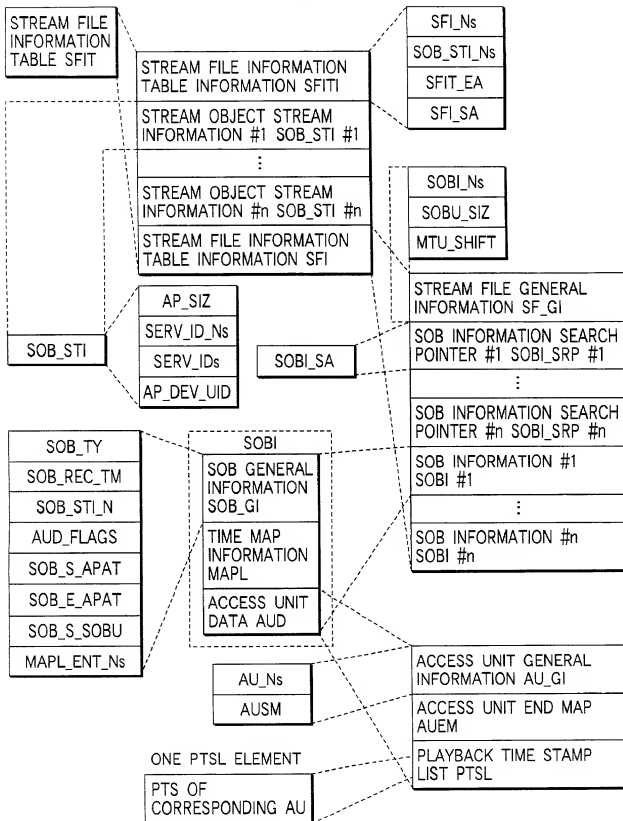 STREAM FILE
INFORMATION
TABLE SFIT
STREAM FILE INFORMATION
TABLE INFORMATION SFITI
STREAM OBJECT STREAM
INFORMATION #1 SOB_STI #1
⋮
STREAM OBJECT STREAM
INFORMATION #n SOB_STI #n
STREAM FILE INFORMATION
TABLE INFORMATION SFI
SFI_Ns
SOB_STI_Ns
SFIT_EA
SFI_SA
SOBI_Ns
SOBU_SIZ
MTU_SHIFT
STREAM FILE GENERAL
INFORMATION SF_GI
SOB INFORMATION SEARCH
POINTER #1 SOBI_SRP #1
⋮
SOB INFORMATION SEARCH
POINTER #n SOBI_SRP #n
SOB INFORMATION #1
SOBI #1
⋮
SOB INFORMATION #n
SOBI #n
SOB_STI
AP_SIZ
SERV_ID_Ns
SERV_IDs
AP_DEV_UID
SOBI_SA
SOB_TY
SOB_REC_TM
SOB_STI_N
AUD_FLAGS
SOB_S_APAT
SOB_E_APAT
SOB_S_SOBU
MAPL_ENT_Ns
SOBI
SOB GENERAL
INFORMATION
SOB_GI
TIME MAP
INFORMATION
MAPL
ACCESS UNIT
DATA AUD
AU_Ns
AUSM
ACCESS UNIT GENERAL
INFORMATION AU_GI
ACCESS UNIT END MAP
AUEM
PLAYBACK TIME STAMP
LIST PTSL
ONE PTSL ELEMENT
PTS OF
CORRESPONDING AU